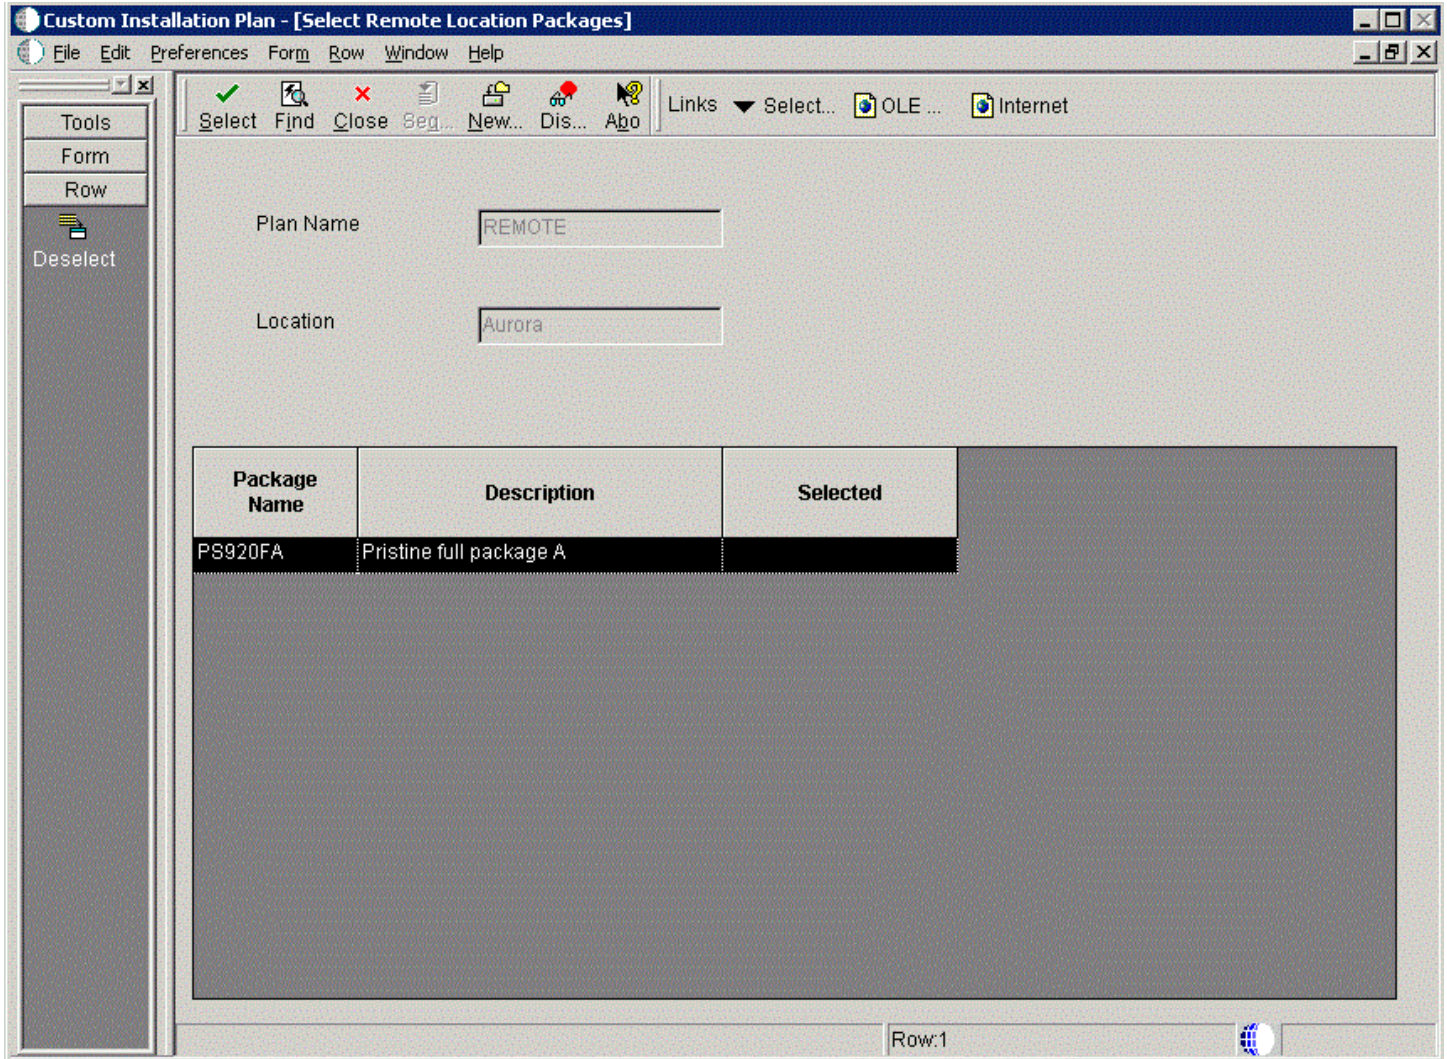 Custom Installation Plan - [Select Remote Location Packages]
File Edit Preferences Form Row Window Help
Tools
Form
Row
Deselect
Select Find Close Seq... New... Dis... Abo
Links Select... OLE ... Internet
Plan Name REMOTE
Location Aurora
Package Name Description Selected
PS920FA Pristine full package A
Row:1